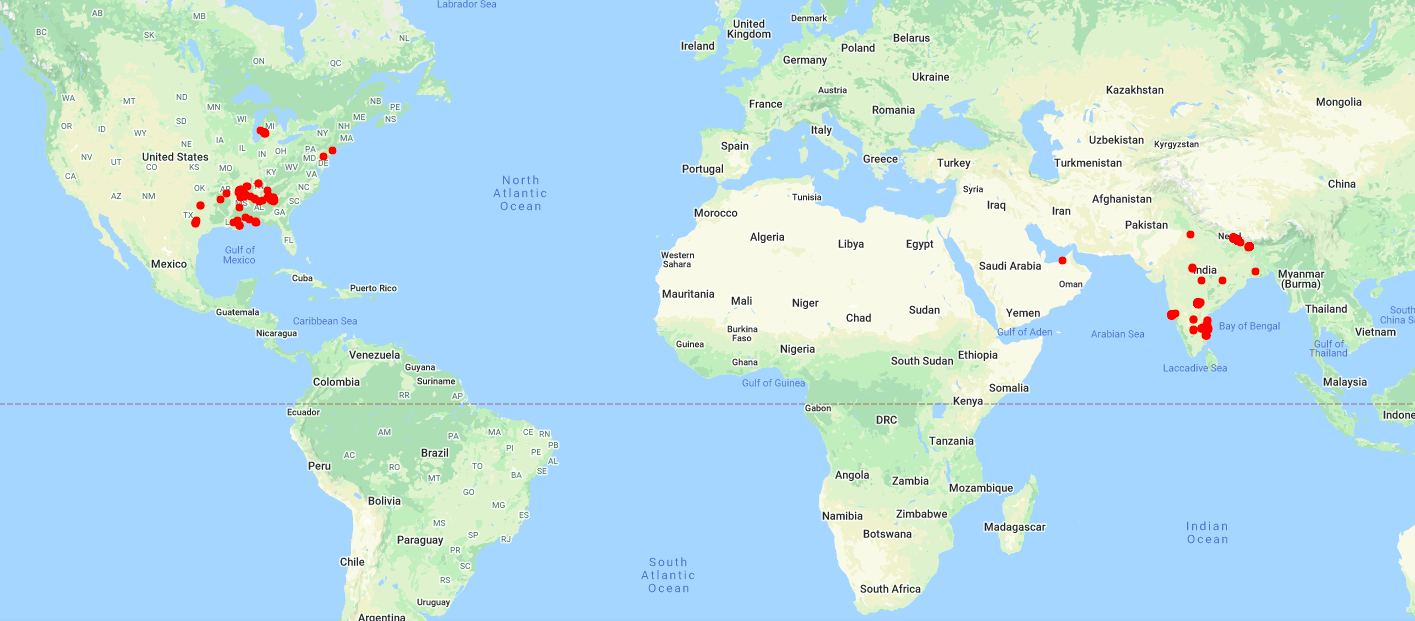 Labrador Sea
AB
MB
BC
SK
NL
ON
QC
WA
MT
ND
MN
NB
PE
OR
ID
SD
WI
MI
ME
NS
WY
NH
NY
MA
NE
IA
NV
UT
United States
IL
IN
OH
PA
MD
DE
CO
KS
MO
KY
WV
VA
CA
AZ
NM
OK
AR
NC
SC
MS
AL
GA
TX
FL
Gulf of
Mexico
Mexico
Cuba
Puerto Rico
Guatemala
Caribbean Sea
Nicaragua
Venezuela
Guyana
Suriname
Colombia
RR
AP
Ecuador
AM
PA
MA
CE
RN
PB
PI
PE
AL
SE
AC
RO
TO
BA
Peru
Brazil
MT
GO
Bolivia
MG
MS
ES
SP
RJ
Paraguay
PR
SC
Chile
RS
Uruguay
Argentina
North
Atlantic
Ocean
South
Atlantic
Ocean
United
Kingdom
Denmark
Ireland
Belarus
Poland
Germany
Ukraine
Austria
France
Romania
Italy
Spain
Portugal
Greece
Turkey
Kazakhstan
Mongolia
Uzbekistan
Kyrgyzstan
Turkmenistan
China
Syria
Iraq
Iran
Afghanistan
Pakistan
Tunisia
Morocco
Algeria
Libya
Egypt
Western
Sahara
Saudi Arabia
Oman
India
Myanmar
(Burma)
Mauritania
Mali
Niger
Chad
Sudan
Yemen
Gulf of Aden
Arabian Sea
Bay of Bengal
Thailand
Vietnam
Gulf of
Thailand
South
China S
Burkina
Faso
Guinea
Ghana
Nigeria
South Sudan
Ethiopia
Laccadive Sea
Malaysia
Gulf of Guinea
Somalia
Kenya
Gabon
DRC
Indone
Tanzania
Angola
Zambia
Mozambique
Namibia
Zimbabwe
Madagascar
Botswana
South Africa
Indian
Ocean